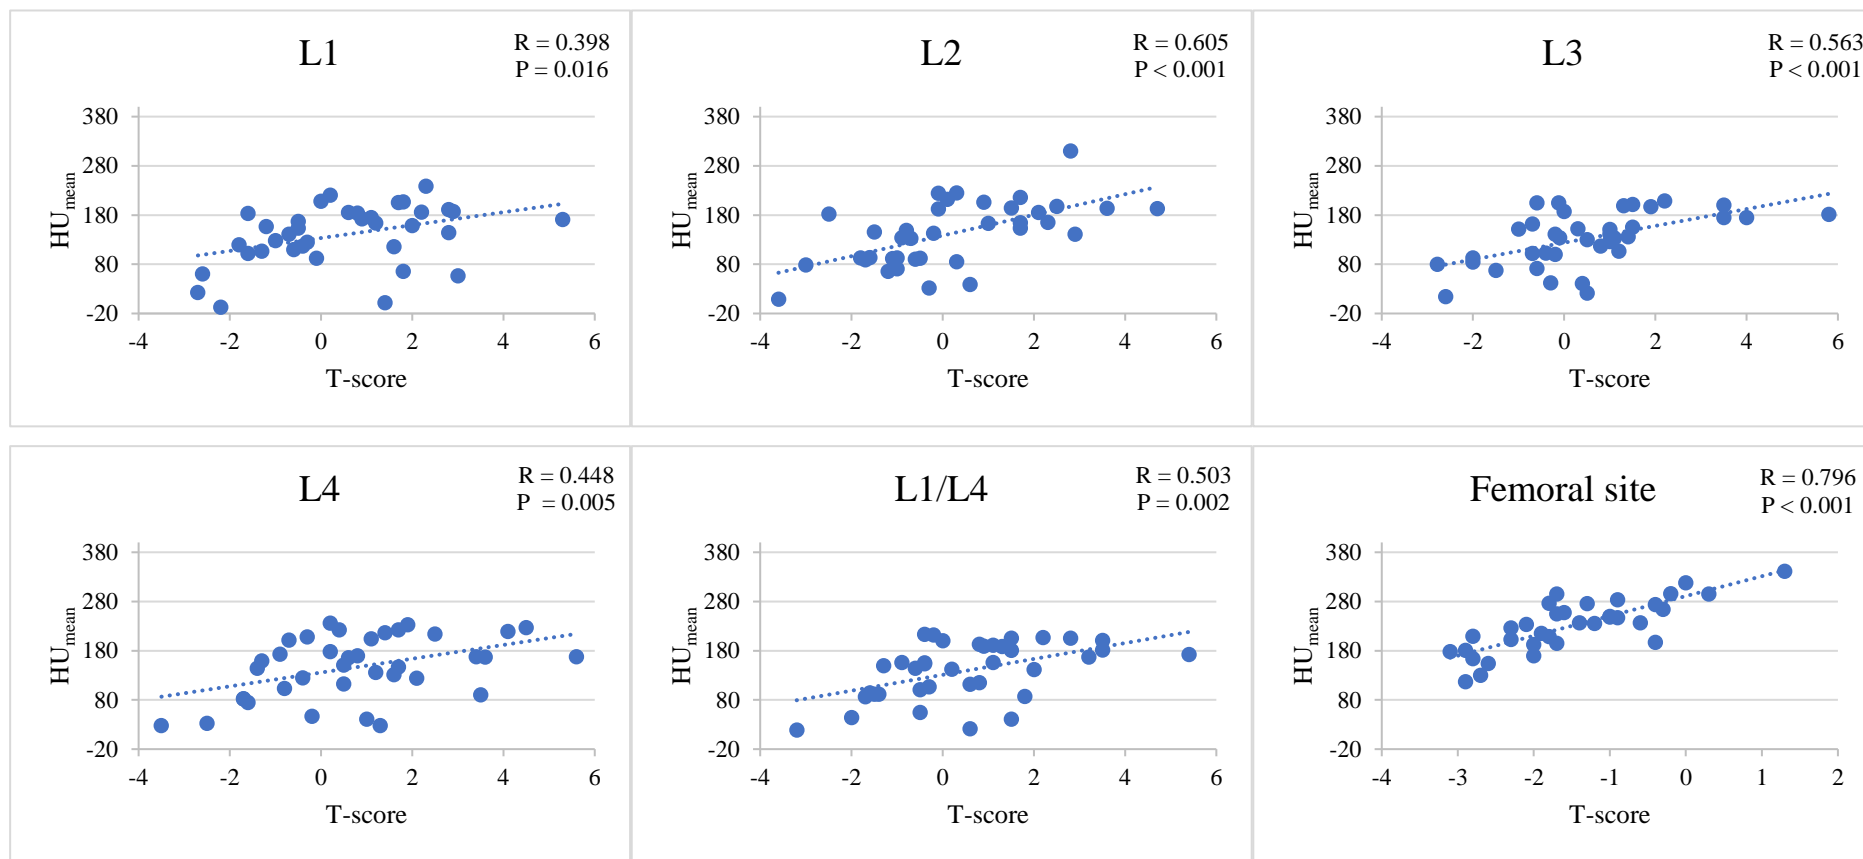 L1
R = 0.398
P = 0.016
380
280
180
80
-20
-4
-2
0
2
4
6
HUmean
T-score
L2
R = 0.605
P < 0.001
380
280
180
80
-20
-4
-2
0
2
4
6
HUmean
T-score
L3
R = 0.563
P < 0.001
380
280
180
80
-20
-4
-2
0
2
4
6
HUmean
T-score
L4
R = 0.448
P = 0.005
380
280
180
80
-20
-4
-2
0
2
4
6
HUmean
T-score
L1/L4
R = 0.503
P = 0.002
380
280
180
80
-20
-4
-2
0
2
4
6
HUmean
T-score
Femoral site
R = 0.796
P < 0.001
380
280
180
80
-20
-4
-3
-2
-1
0
1
2
HUmean
T-score